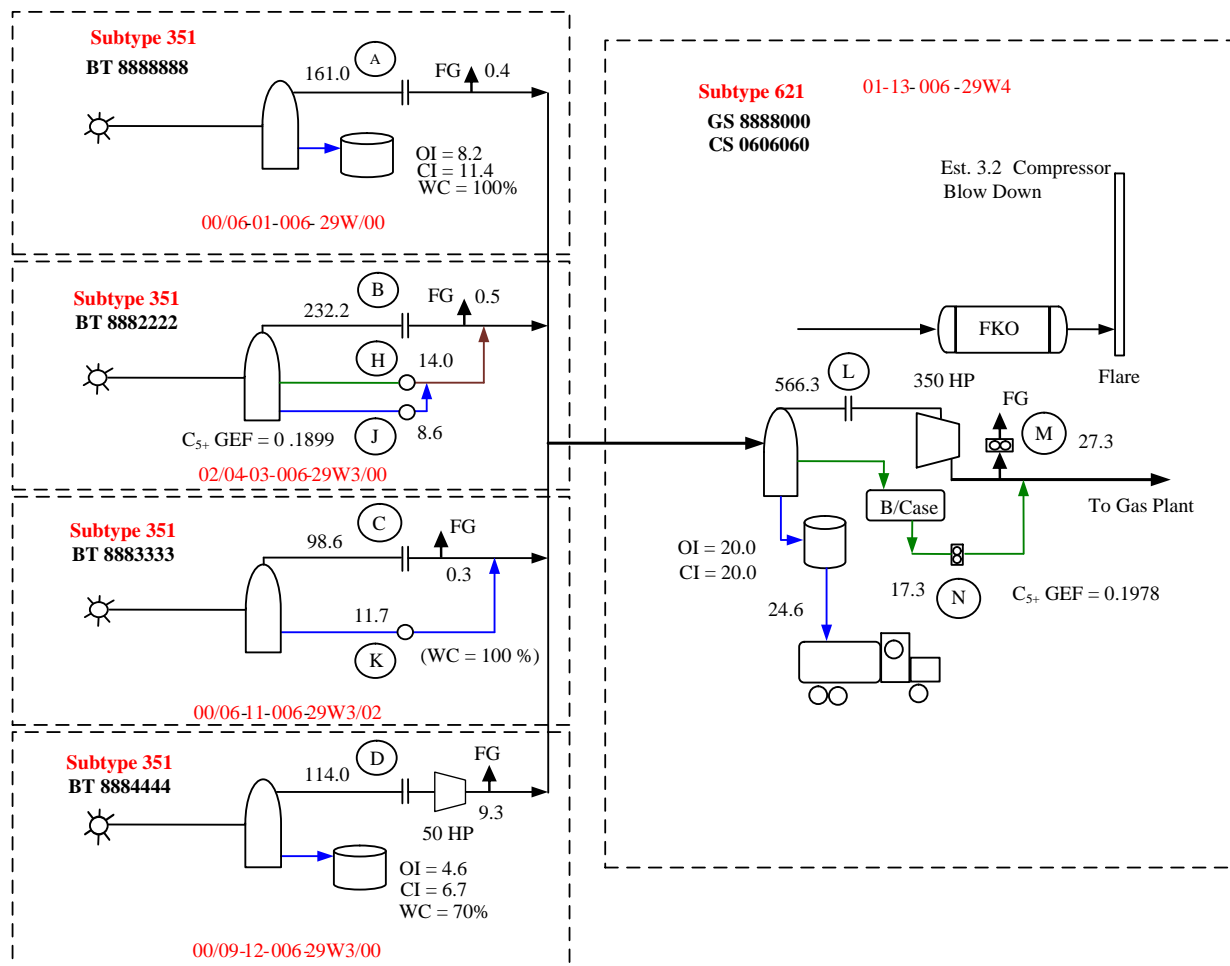 Subtype 351
BT 8888888
161.0
A
FG
0.4
OI = 8.2
CI = 11.4
WC = 100%
00/06-01-006- 29W/00
Subtype 351
BT 8882222
232.2
B
FG
0.5
H
14.0
J
8.6
C5+ GEF = 0 .1899
02/04-03-006-29W3/00
Subtype 351
BT 8883333
98.6
C
FG
0.3
11.7
K
(WC = 100 %)
00/06-11-006-29W3/02
Subtype 351
BT 8884444
114.0
D
FG
9.3
50 HP
OI = 4.6
CI = 6.7
WC = 70%
00/09-12-006-29W3/00
Subtype 621
01-13- 006 -29W4
GS 8888000
CS 0606060
Est. 3.2 Compressor
Blow Down
FKO
Flare
566.3
L
350 HP
FG
M
27.3
To Gas Plant
B/Case
OI = 20.0
CI = 20.0
17.3
N
C5+ GEF = 0.1978
24.6